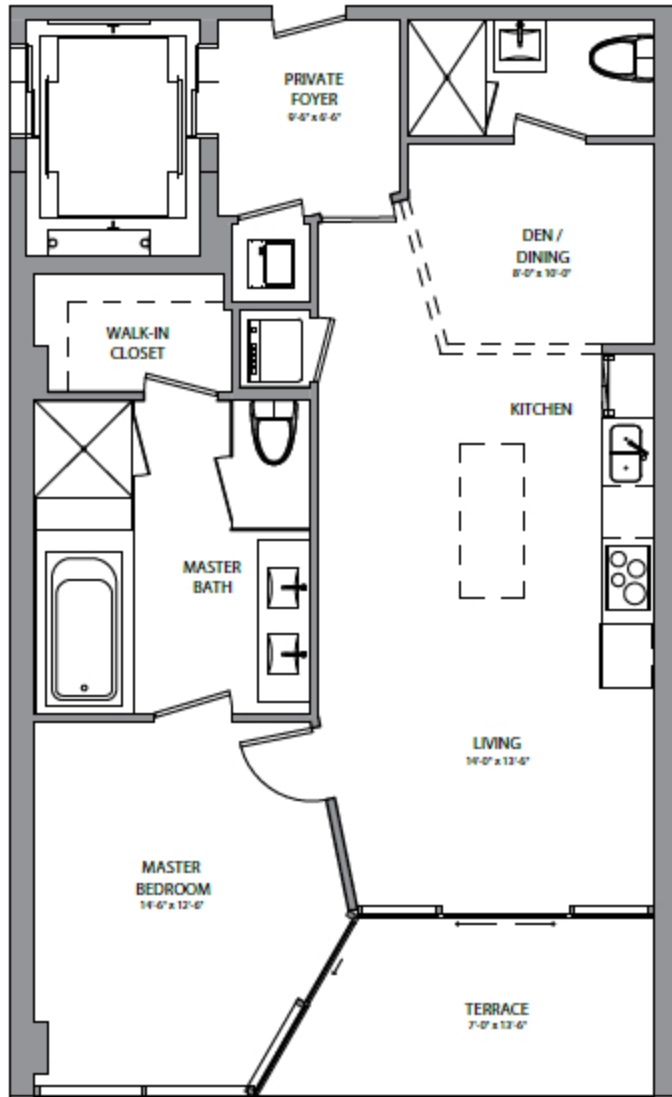 PRIVATE
FOYER
9'-6" x 6'-6"
DEN /
DINING
8'-0" x 10'-0"
WALK-IN
CLOSET
KITCHEN
MASTER
BATH
LIVING
14'-0" x 13'-6"
MASTER
BEDROOM
14'-6" x 12'-6"
TERRACE
7'-0" x 13'-6"